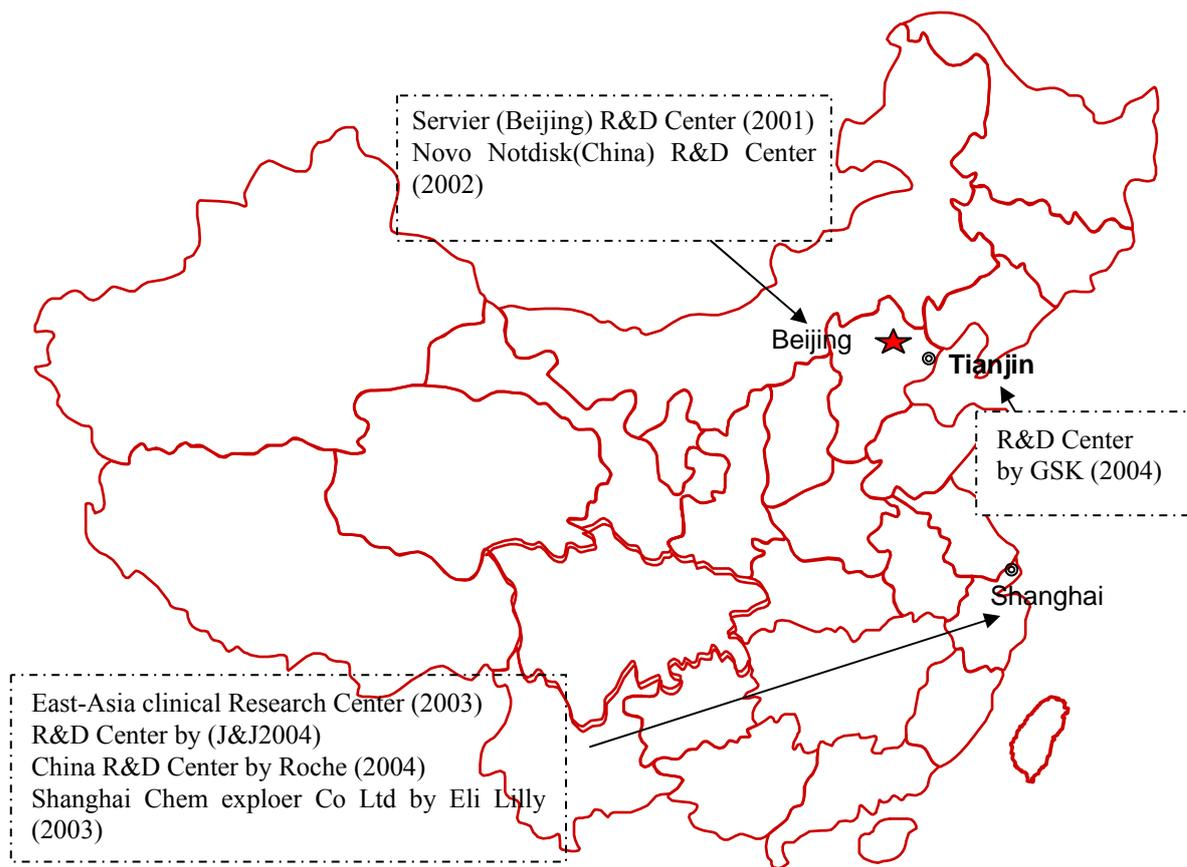 Servier (Beijing) R&D Center (2001)
Novo Notdisk(China) R&D Center
(2002)
Beijing
Tianjin
R&D Center
by GSK (2004)
Shanghai
East-Asia clinical Research Center (2003)
R&D Center by (J&J2004)
China R&D Center by Roche (2004)
Shanghai Chem exploer Co Ltd by Eli Lilly
(2003)